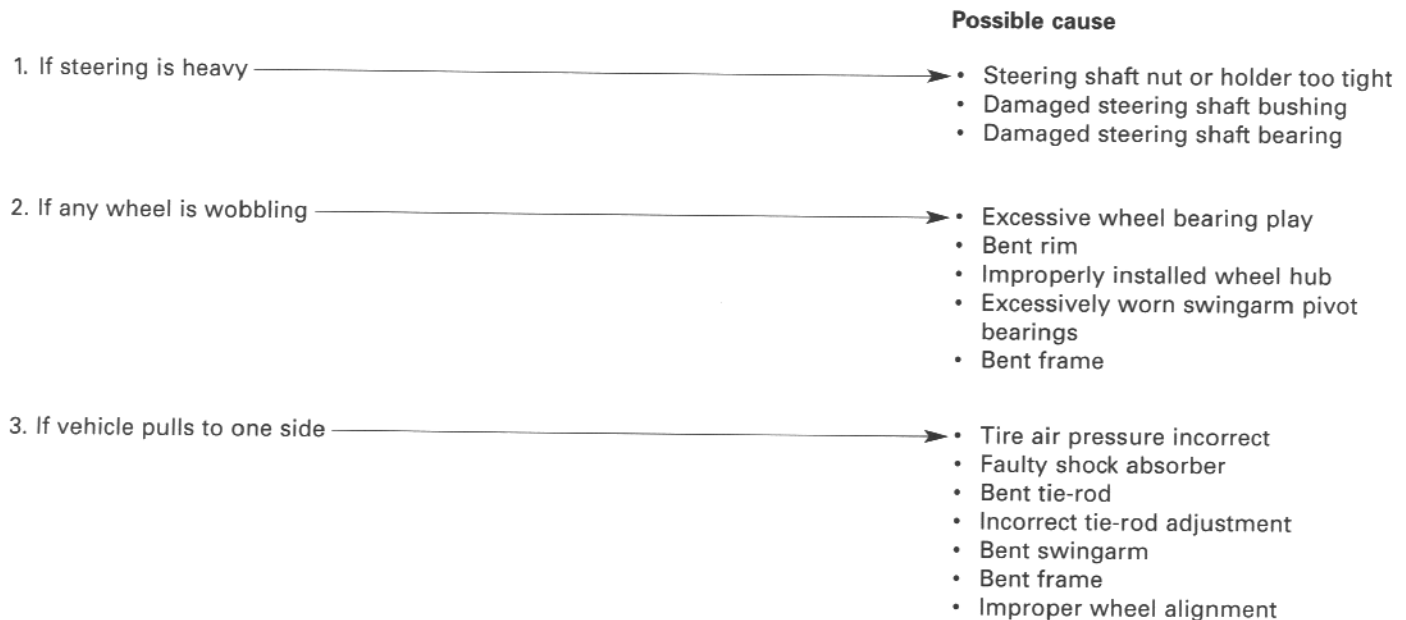 Possible cause
1. If steering is heavy
• Steering shaft nut or holder too tight
• Damaged steering shaft bushing
• Damaged steering shaft bearing
2. If any wheel is wobbling
• Excessive wheel bearing play
• Bent rim
• Improperly installed wheel hub
• Excessively worn swingarm pivot
bearings
• Bent frame
3. If vehicle pulls to one side
• Tire air pressure incorrect
• Faulty shock absorber
• Bent tie-rod
• Incorrect tie-rod adjustment
• Bent swingarm
• Bent frame
• Improper wheel alignment